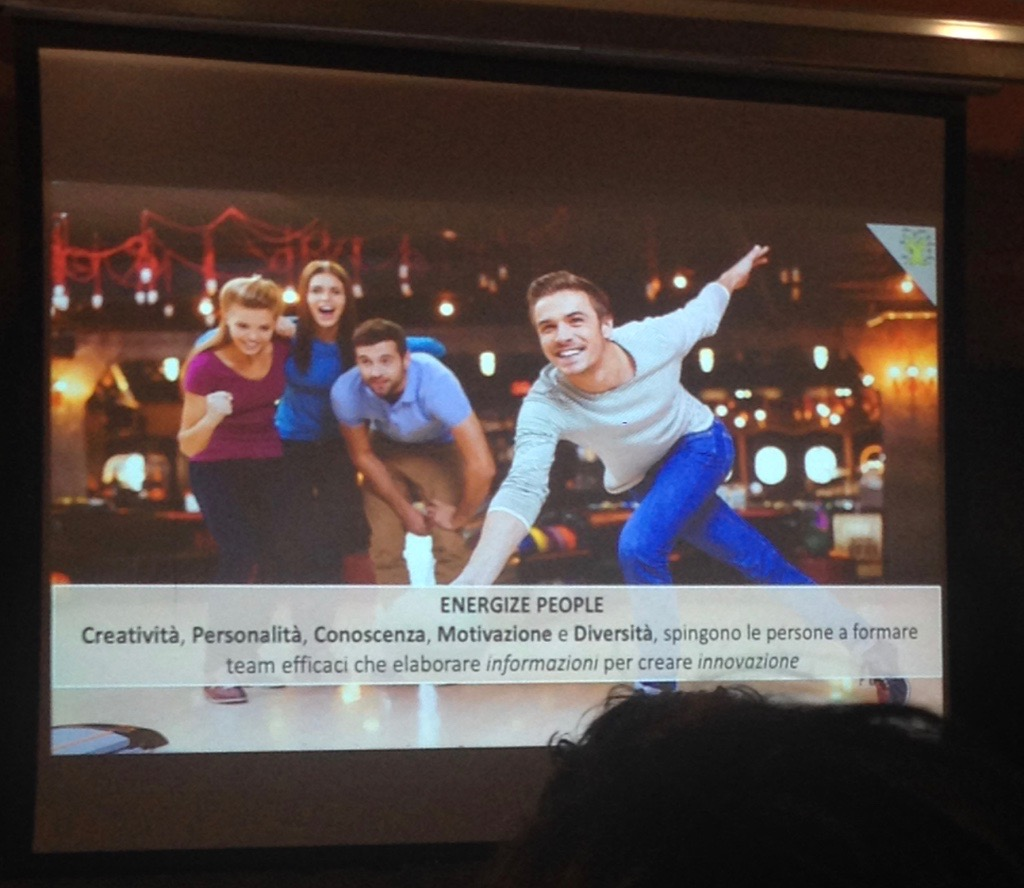 ENERGIZE PEOPLE
Creatività, Personalità, Conoscenza, Motivazione e Diversità, spingono le persone a formare
team efficaci che elaborare informazioni per creare innovazione